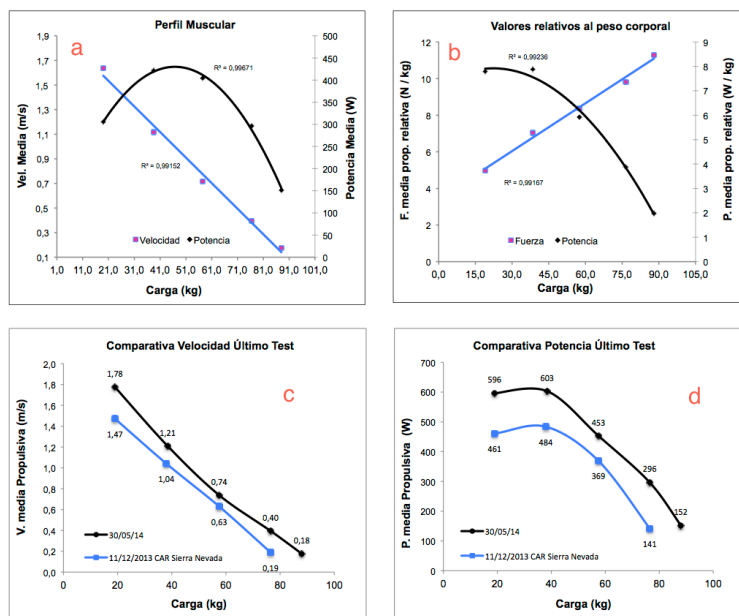 Perfil Muscular
a
Vel. Media (m/s)
1,9
1,7
1,5
1,3
1,1
0,9
0,7
0,5
0,3
0,1
R² = 0,99671
R² = 0,99152
Velocidad Potencia
500
450
400
350
300
250
200
150
100
50
0
Potencia Media (W)
1,0 11,0 21,0 31,0 41,0 51,0 61,0 71,0 81,0 91,0 101,0
Carga (kg)
Valores relativos al peso corporal
b
F. media prop. relativa (N / kg)
12
10
8
6
4
2
0
R² = 0,99236
R² = 0,99167
Fuerza Potencia
9
8
7
6
5
4
3
2
1
0
P. media prop. relativa (W / kg)
0,0 15,0 30,0 45,0 60,0 75,0 90,0 105,0
Carga (kg)
Comparativa Velocidad Último Test
c
V. media Propulsiva (m/s)
2,0
1,8
1,6
1,4
1,2
1,0
0,8
0,6
0,4
0,2
0,0
1,78
1,21
0,74
0,40
0,18
1,47
1,04
0,63
0,19
30/05/14
11/12/2013 CAR Sierra Nevada
0 20 40 60 80 100
Carga (kg)
Comparativa Potencia Último Test
d
P. media Propulsiva (W)
700
600
500
400
300
200
100
0
596
603
453
296
152
461
484
369
141
30/05/14
11/12/2013 CAR Sierra Nevada
0 20 40 60 80 100
Carga (kg)